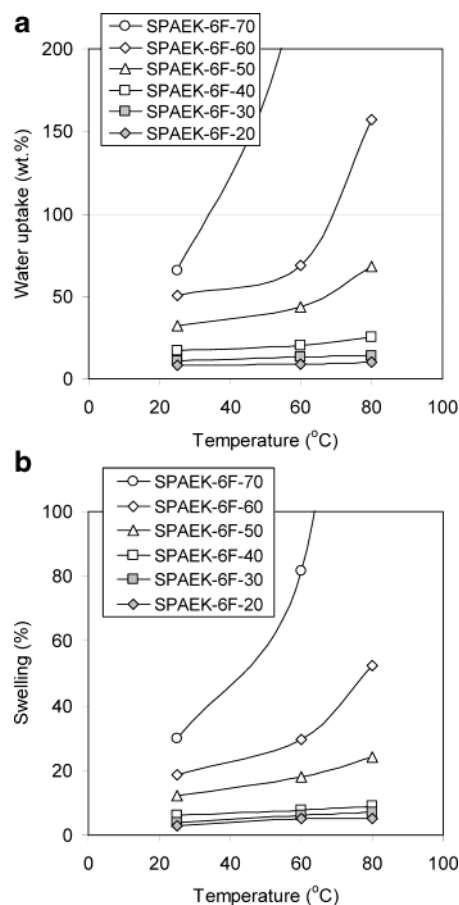 a
SPAEK-6F-70
SPAEK-6F-60
SPAEK-6F-50
SPAEK-6F-40
SPAEK-6F-30
SPAEK-6F-20
200
150
100
50
0
Water uptake (wt.%)
0 20 40 60 80 100
Temperature (°C)
b
SPAEK-6F-70
SPAEK-6F-60
SPAEK-6F-50
SPAEK-6F-40
SPAEK-6F-30
SPAEK-6F-20
100
80
60
40
20
0
Swelling (%)
0 20 40 60 80 100
Temperature (°C)